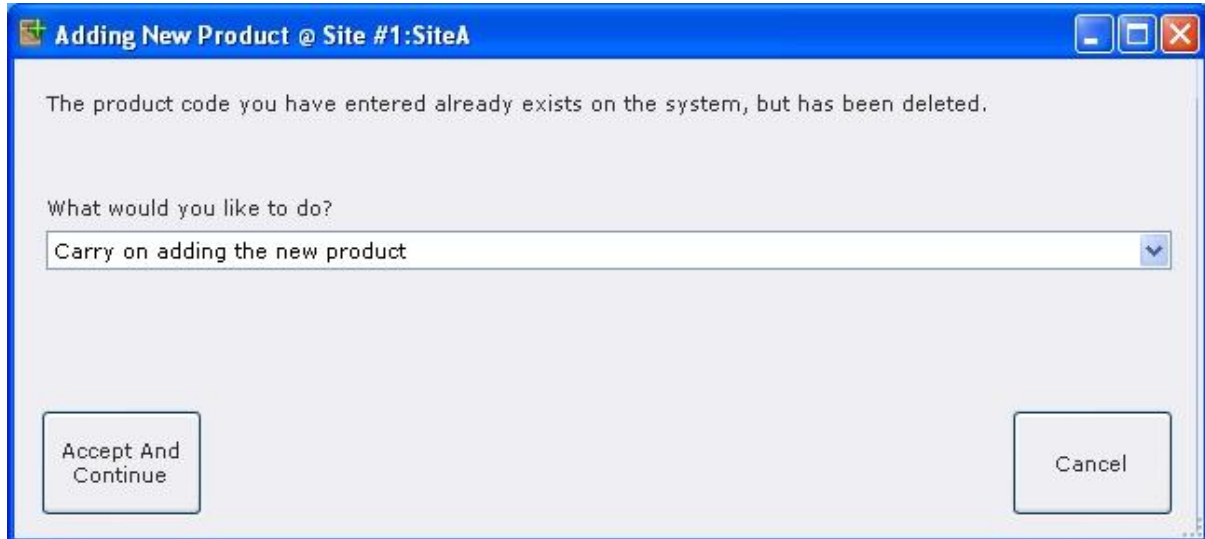 Adding New Product @ Site #1:SiteA
The product code you have entered already exists on the system, but has been deleted.
What would you like to do?
Carry on adding the new product
Accept And
Continue
Cancel